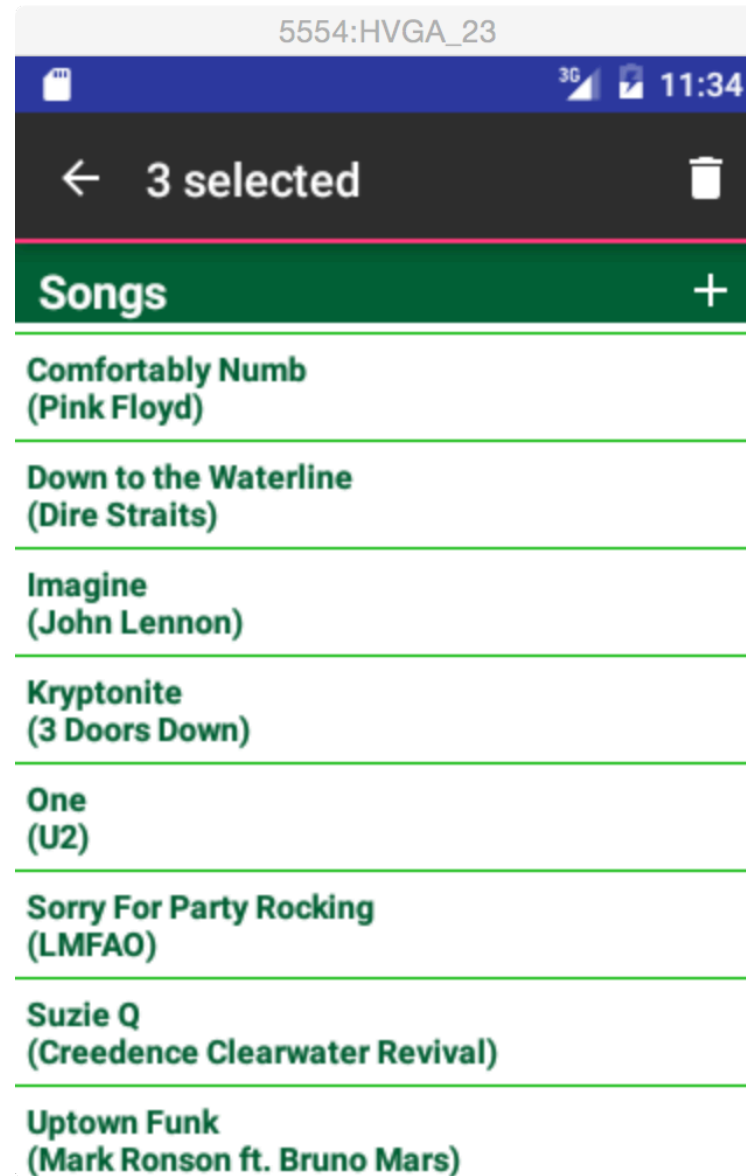 5554:HVGA_23
3G 11:34
3 selected
Songs
Comfortably Numb
(Pink Floyd)
Down to the Waterline
(Dire Straits)
Imagine
(John Lennon)
Kryptonite
(3 Doors Down)
One
(U2)
Sorry For Party Rocking
(LMFAO)
Suzie Q
(Creedence Clearwater Revival)
Uptown Funk
(Mark Ronson ft. Bruno Mars)